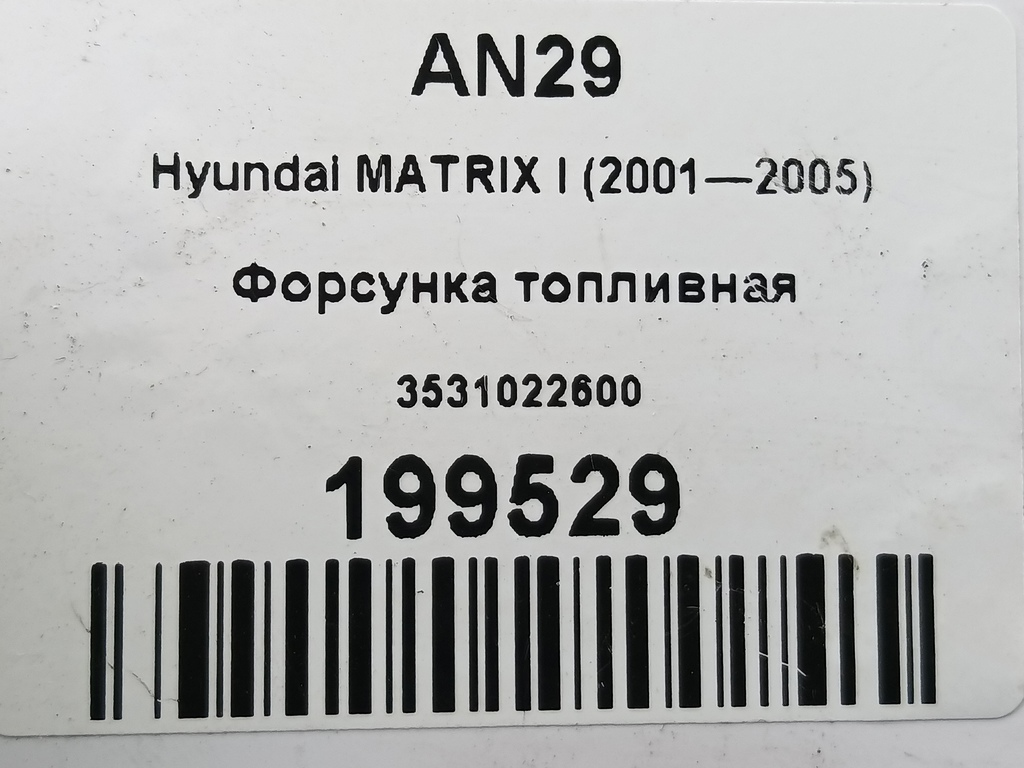 AN29
Hyundai MATRIX I (2001—2005)
Форсунка топливная
3531022600
199529